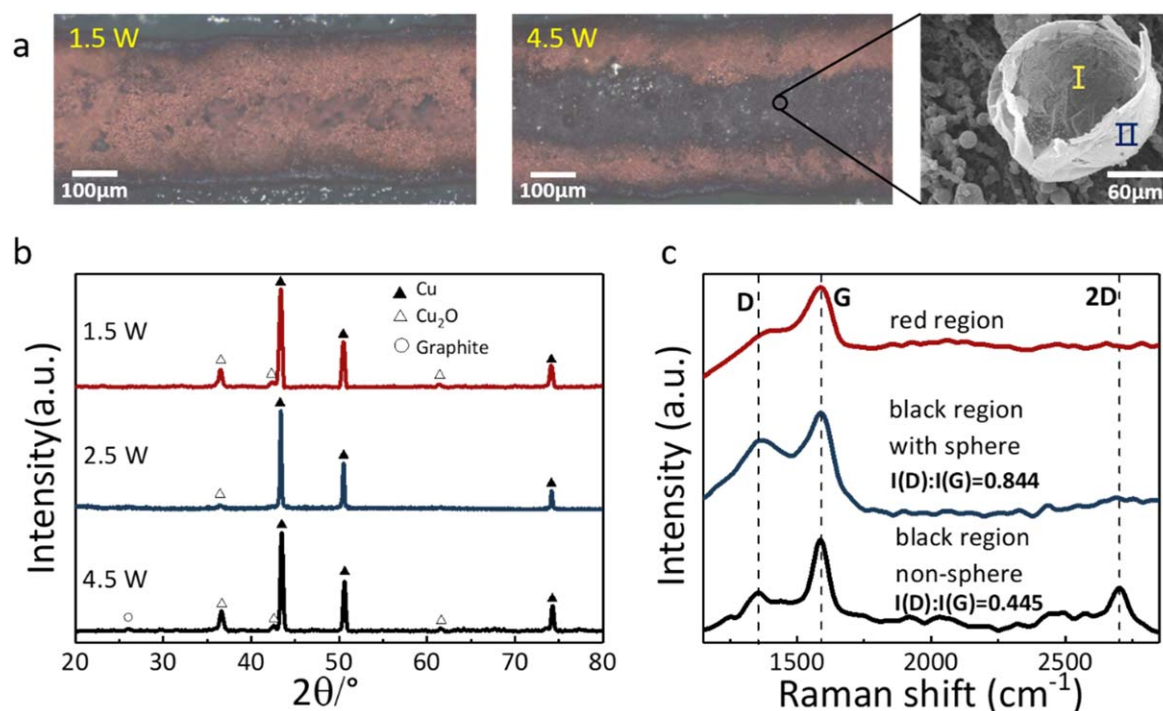 a
1.5 W
100μm
4.5 W
100μm
I
II
60μm
b
Intensity(a.u.)
1.5 W
2.5 W
4.5 W
▲ Cu
△ Cu₂O
○ Graphite
20 30 40 50 60 70 80
2θ/°
c
Intensity (a.u.)
D G 2D
red region
black region
with sphere
I(D):I(G)=0.844
black region
non-sphere
I(D):I(G)=0.445
1500 2000 2500
Raman shift (cm⁻¹)